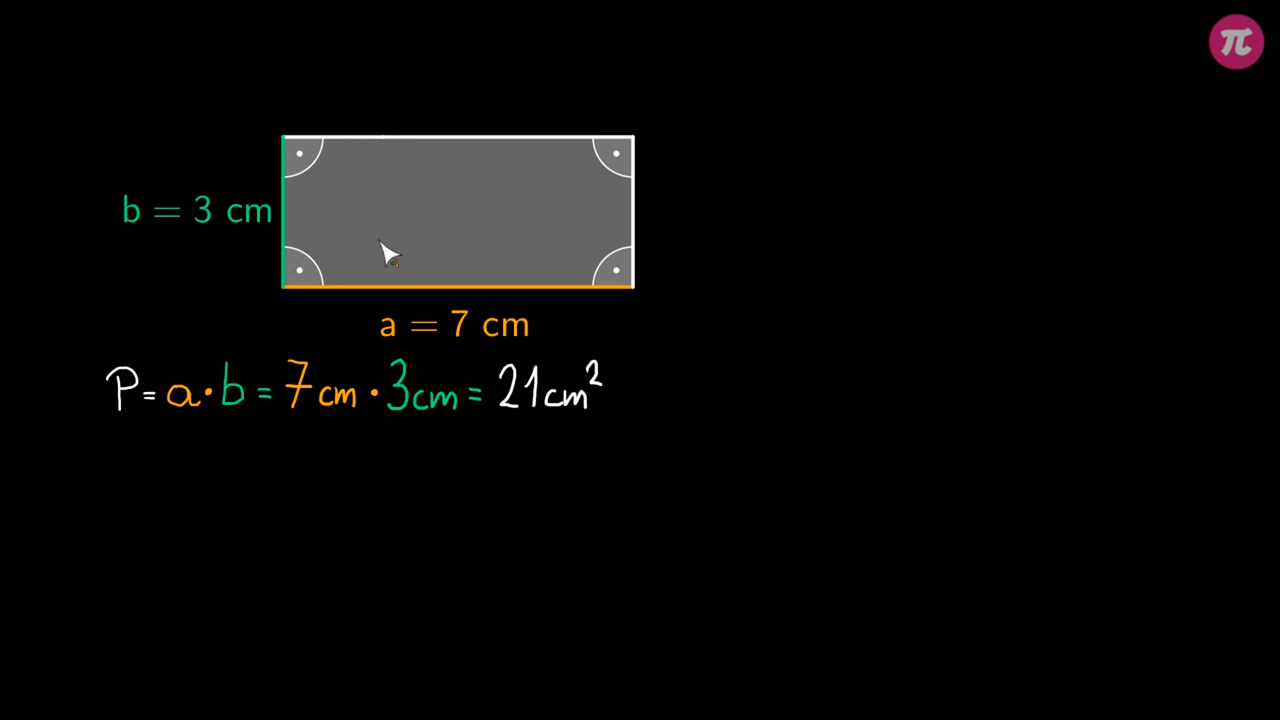 π
b = 3 cm
a = 7 cm
P = a · b = 7 cm · 3 cm = 21 cm²